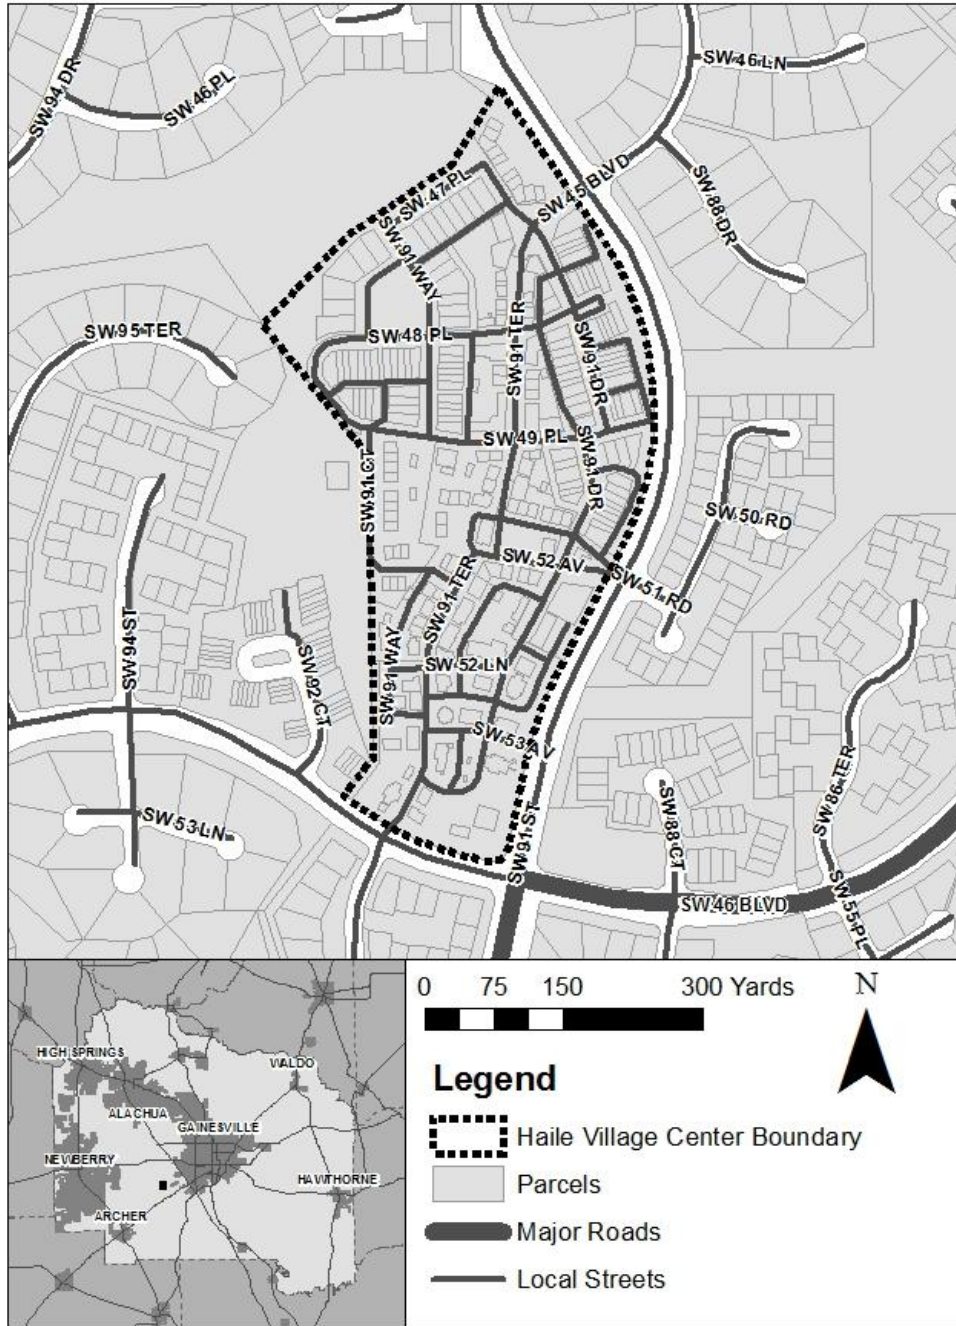 SW 94 DR
SW 46 PL
SW 46 LN
SW 88 DR
SW 45 BLVD
SW 47 PL
SW 91 WAY
SW 95 TER
SW 48 PL
SW 91 TER
SW 91 DR
SW 49 PL
SW 91 DR
SW 91 CT
SW 50 RD
SW 52 AV
SW 51 RD
SW 91 TER
SW 94 ST
SW 91 WAY
SW 52 LN
SW 92 CT
SW 53 AV
SW 86 TER
SW 53 LN
SW 91 ST
SW 88 CT
SW 46 BLVD
SW 55 PL
HIGH SPRINGS
WALDO
ALACHUA
GAINESVILLE
NEWBERRY
HAWTHORNE
ARCHER
0 75 150 300 Yards
N
Legend
Haile Village Center Boundary
Parcels
Major Roads
Local Streets